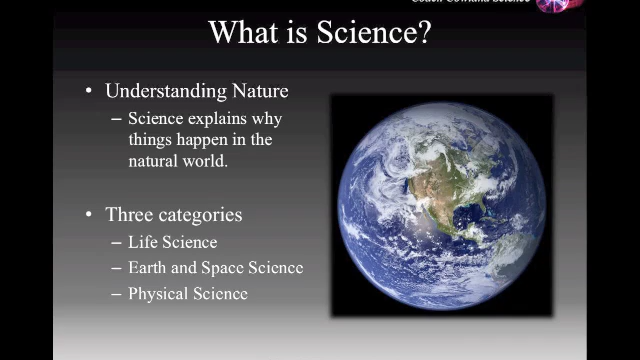 What is Science?
• Understanding Nature
– Science explains why
things happen in the
natural world.
• Three categories
– Life Science
– Earth and Space Science
– Physical Science